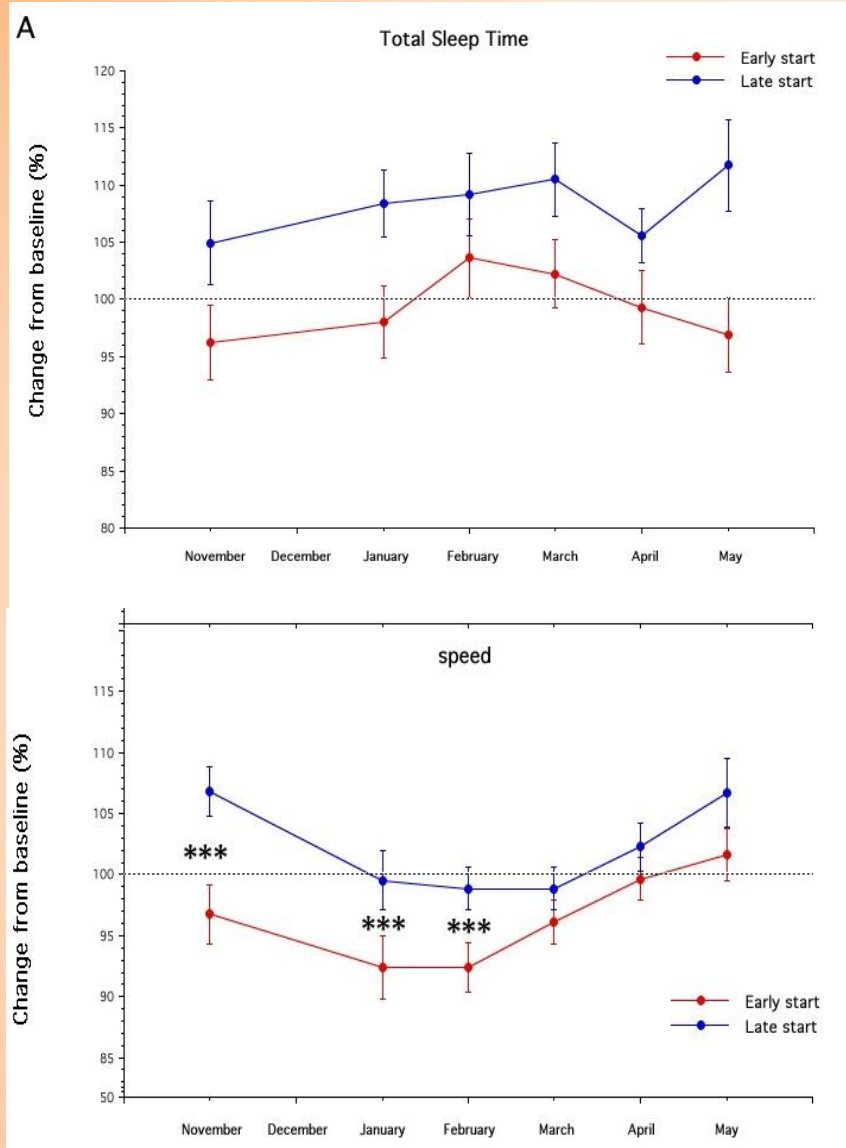 A
Total Sleep Time
Early start
Late start
Change from baseline (%)
120
115
110
105
100
95
90
85
80
November December January February March April May
speed
Change from baseline (%)
115
110
105
100
95
90
85
50
***
*** ***
Early start
Late start
November December January February March April May